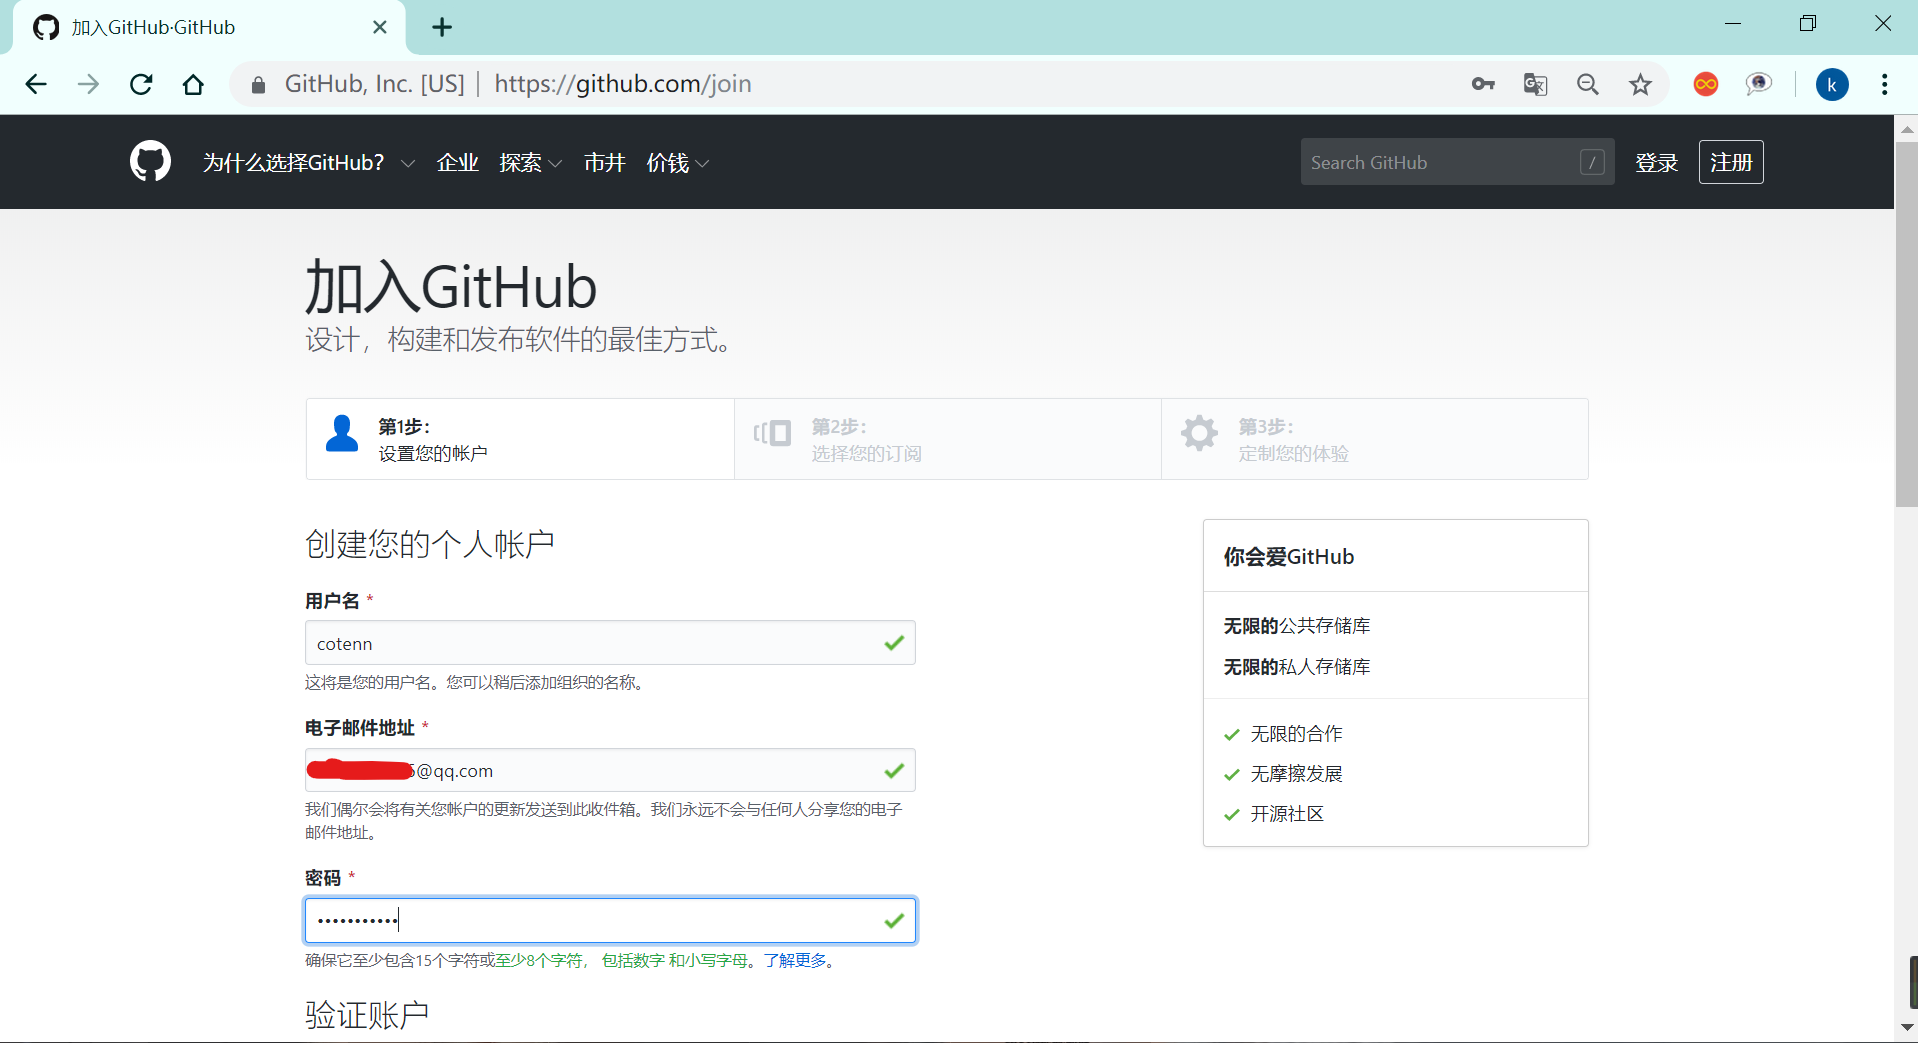 加入GitHub·GitHub
GitHub, Inc. [US] | https://github.com/join
k
为什么选择GitHub? 企业 探索 市井 价钱
Search GitHub /
登录 注册
加入GitHub
设计，构建和发布软件的最佳方式。
第1步：
设置您的帐户
第2步：
选择您的订阅
第3步：
定制您的体验
创建您的个人帐户
用户名 *
cotenn
这将是您的用户名。您可以稍后添加组织的名称。
电子邮件地址 *
5@qq.com
我们偶尔会将有关您帐户的更新发送到此收件箱。我们永远不会与任何人分享您的电子
邮件地址。
密码 *
•••••••••••
确保它至少包含15个字符或至少8个字符， 包括数字 和小写字母。了解更多。
验证账户
你会爱GitHub
无限的公共存储库
无限的私人存储库
无限的合作
无摩擦发展
开源社区